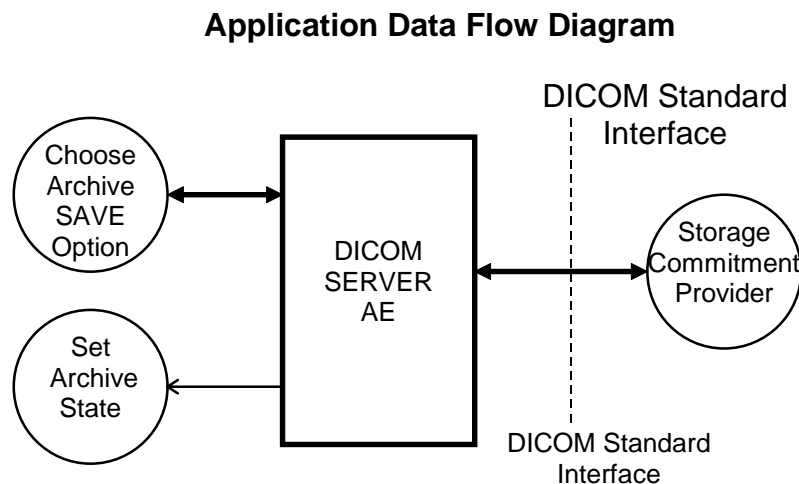 Application Data Flow Diagram
DICOM Standard
Interface
Choose
Archive
SAVE
Option
DICOM
SERVER
AE
Storage
Commitment
Provider
Set
Archive
State
DICOM Standard
Interface